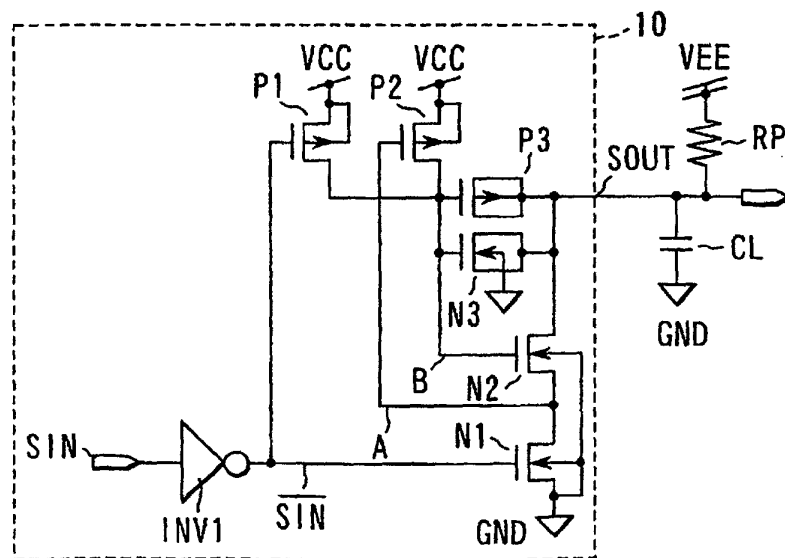 10
VCC
VCC
VEE
P1
P2
P3
SOUT
RP
N3
CL
GND
B
N2
A
N1
SIN
INV1
SIN
GND